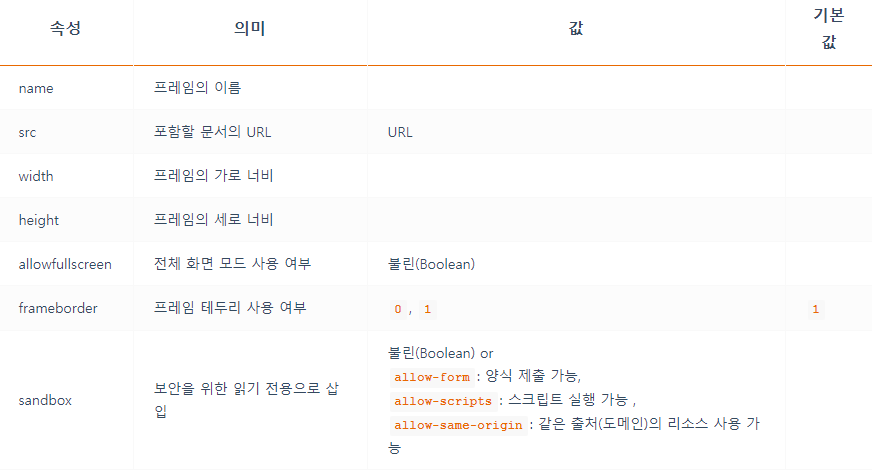 속성 의미 값 기본값
name 프레임의 이름
src 포함할 문서의 URL URL
width 프레임의 가로 너비
height 프레임의 세로 너비
allowfullscreen 전체 화면 모드 사용 여부 불린(Boolean)
frameborder 프레임 테두리 사용 여부 0 , 1 1
sandbox 보안을 위한 읽기 전용으로 삽
입
불린(Boolean) or
allow-form : 양식 제출 가능,
allow-scripts : 스크립트 실행 가능 ,
allow-same-origin : 같은 출처(도메인)의 리소스 사용 가
능